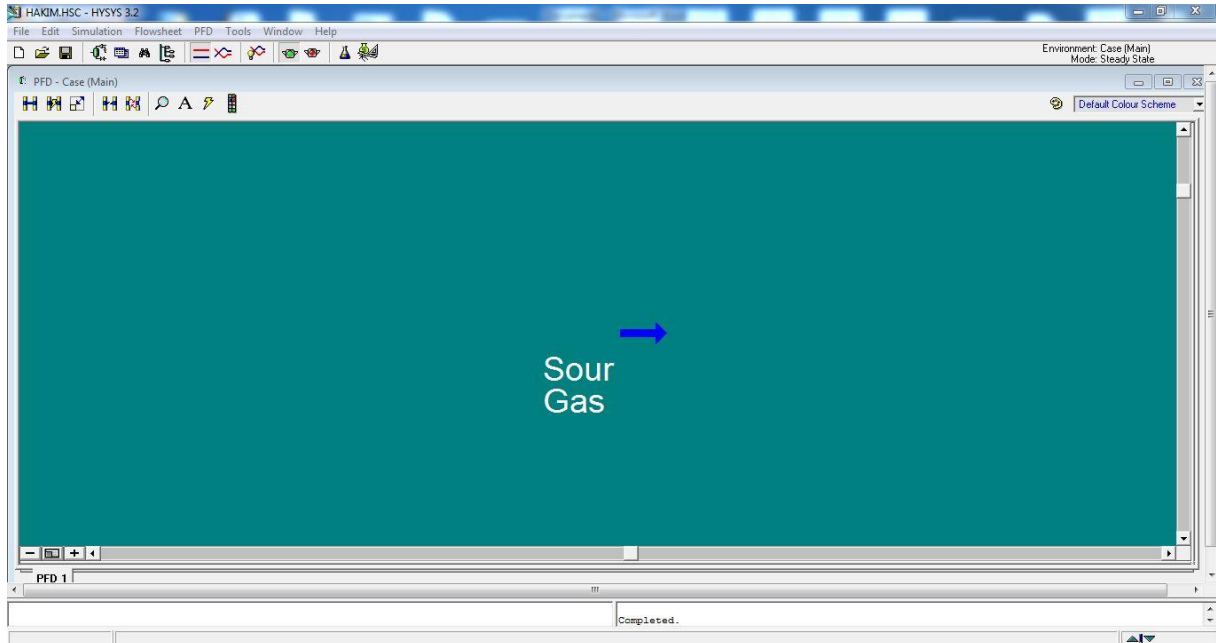 HAKIM.HSC - HYSYS 3.2
File Edit Simulation Flowsheet PFD Tools Window Help
Environment: Case (Main)
Mode: Steady State
PFD - Case (Main)
A
Default Colour Scheme
Sour
Gas
PFD 1
Completed.